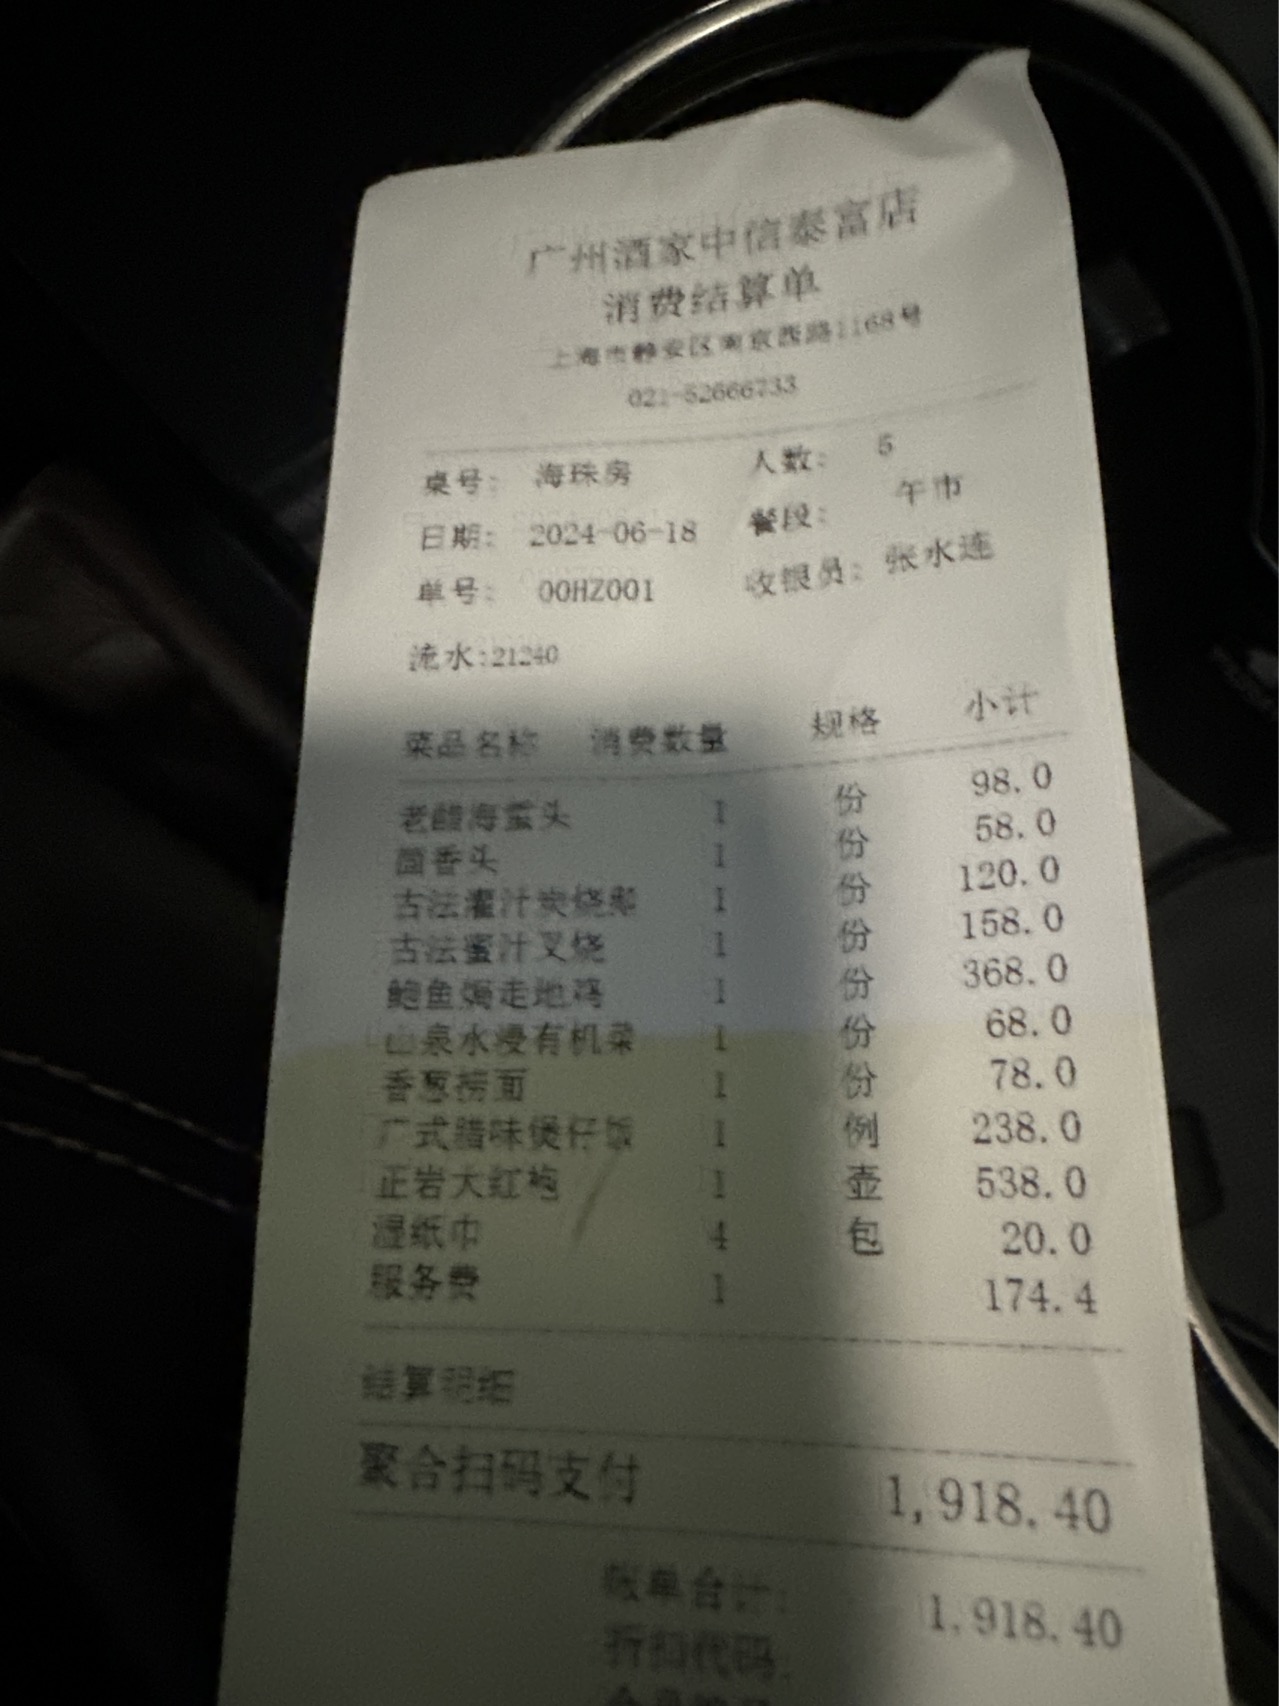 广州酒家中信泰富店
消费结算单
上海市静安区南京西路1168号
021-52666733
桌号： 海珠房 人数： 5
日期： 2024-06-18 餐段： 午市
单号： 00HZ001 收银员： 张水连
流水:21240
菜品名称 消费数量 规格 小计
老醋海蜇头 1 份 98.0
茴香头 1 份 58.0
古法灌汁炭烧 1 份 120.0
古法蜜汁叉烧 1 份 158.0
鲍鱼焗走地鸡 1 份 368.0
山泉水浸有机菜 1 份 68.0
香葱捞面 1 份 78.0
广式腊味煲仔饭 1 例 238.0
正岩大红袍 1 壶 538.0
湿纸巾 4 包 20.0
服务费 1 174.4
结算明细
聚合扫码支付 1,918.40
账单合计: 1,918.40
折扣代码: